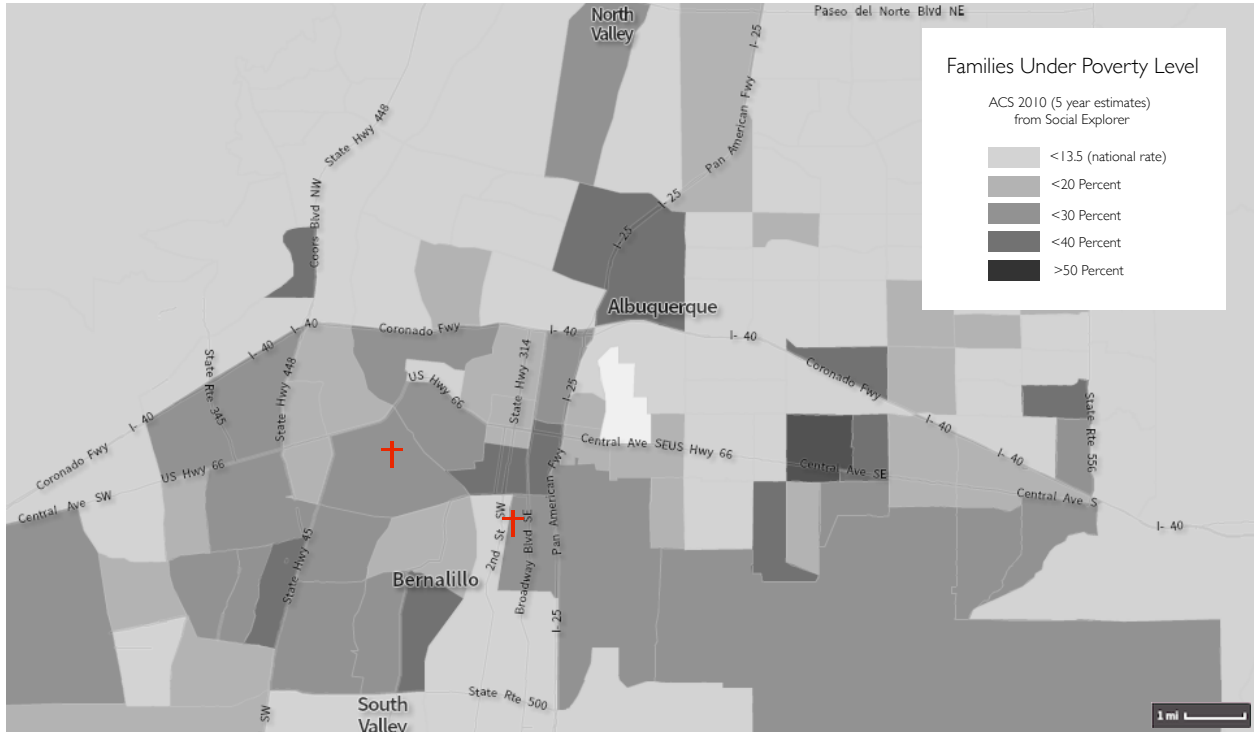 North
Valley
Paseo del Norte Blvd NE
I- 25
Families Under Poverty Level
ACS 2010 (5 year estimates)
from Social Explorer
<13.5 (national rate)
<20 Percent
<30 Percent
<40 Percent
>50 Percent
State Hwy 448
Pan American Fwy
I- 25
Coors Blvd NW
I-25
Albuquerque
I- 40
Coronado Fwy
I- 40
I- 40
I- 40
State Hwy 314
State Rte 345
State Hwy 448
US Hwy 66
I- 25
Coronado Fwy
State Rte 556
I- 40
I- 40
Central Ave SEUS Hwy 66
Coronado Fwy
US Hwy 66
Central Ave SE
I- 40
Central Ave SW
Pan American Fwy
Central Ave S
I- 40
2nd St SW
Broadway Blvd SE
State Hwy 45
Bernalillo
I- 25
State Rte 500
South
Valley
SW
1 mi